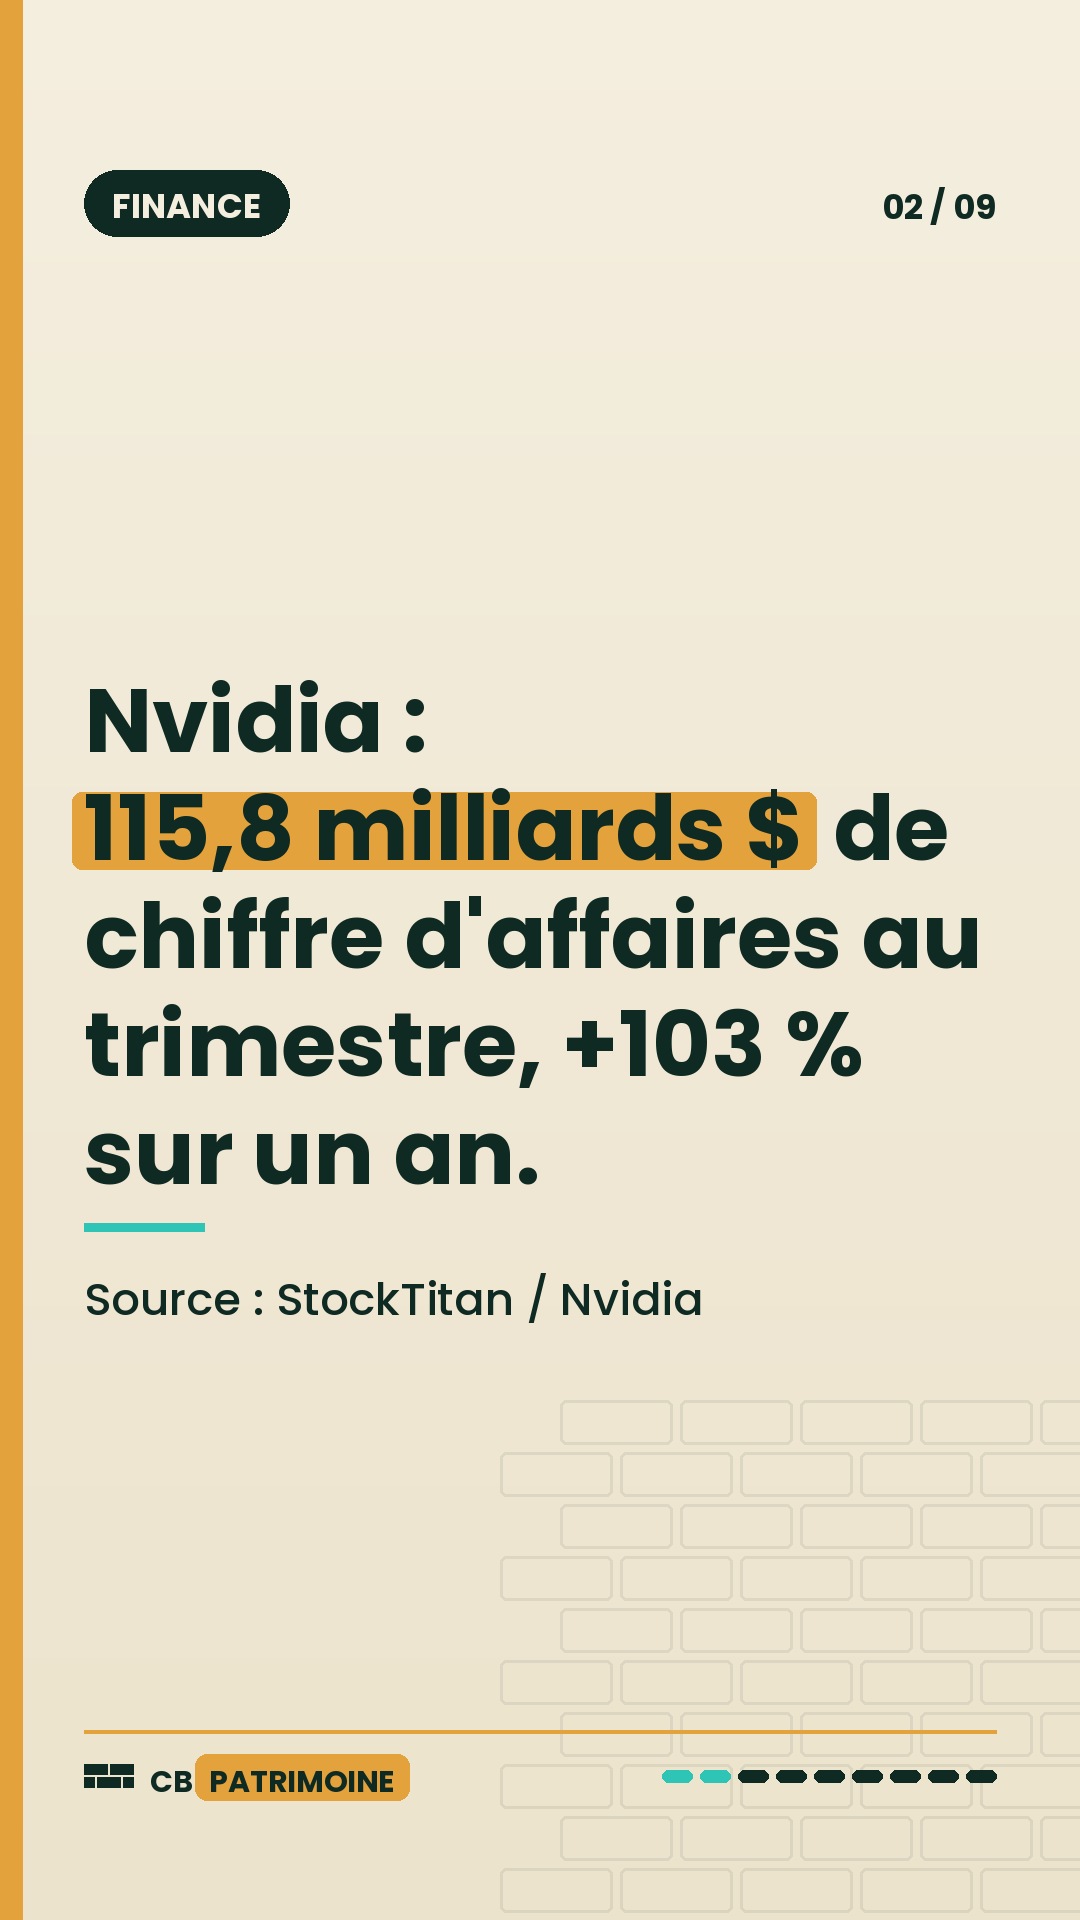 FINANCE
02 / 09
Nvidia :
115,8 milliards $ de
chiffre d'affaires au
trimestre, +103 %
sur un an.
Source : StockTitan / Nvidia
CB PATRIMOINE